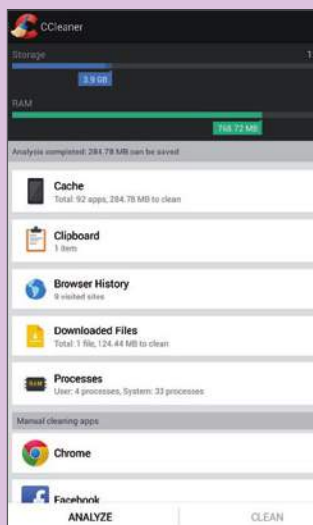 CCleaner
Storage 1
3.9 GB
RAM
768.72 MB
Analysis completed: 284.78 MB can be saved
Cache
Total: 92 apps, 284.78 MB to clean
Clipboard
1 item
Browser History
9 visited sites
Downloaded Files
Total: 1 file, 124.44 MB to clean
RAM
Processes
User: 4 processes, System: 33 processes
Manual cleaning apps
Chrome
Facebook
ANALYZE CLEAN